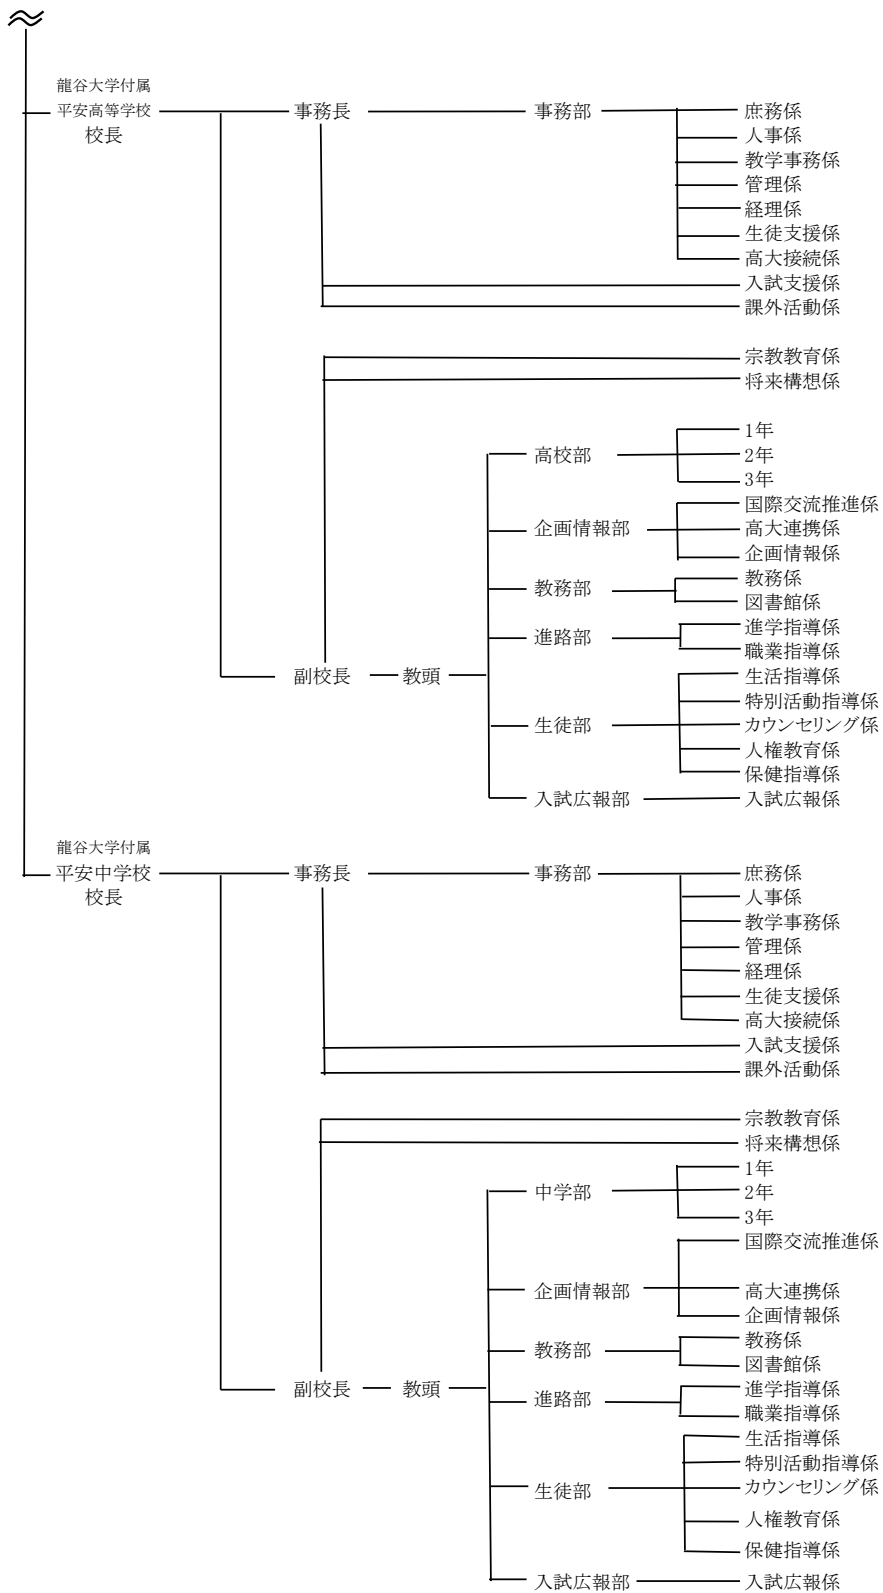 龍谷大学付属
平安高等学校
校長
事務長
事務部
庶務係
人事係
教学事務係
管理係
経理係
生徒支援係
高大接続係
入試支援係
課外活動係
宗教教育係
将来構想係
高校部
1年
2年
3年
企画情報部
国際交流推進係
高大連携係
企画情報係
教務部
教務係
図書館係
進路部
進学指導係
職業指導係
副校長
教頭
生徒部
生活指導係
特別活動指導係
カウンセリング係
人権教育係
保健指導係
入試広報部
入試広報係
龍谷大学付属
平安中学校
校長
事務長
事務部
庶務係
人事係
教学事務係
管理係
経理係
生徒支援係
高大接続係
入試支援係
課外活動係
宗教教育係
将来構想係
中学部
1年
2年
3年
企画情報部
国際交流推進係
高大連携係
企画情報係
教務部
教務係
図書館係
副校長
教頭
進路部
進学指導係
職業指導係
生徒部
生活指導係
特別活動指導係
カウンセリング係
人権教育係
保健指導係
入試広報部
入試広報係